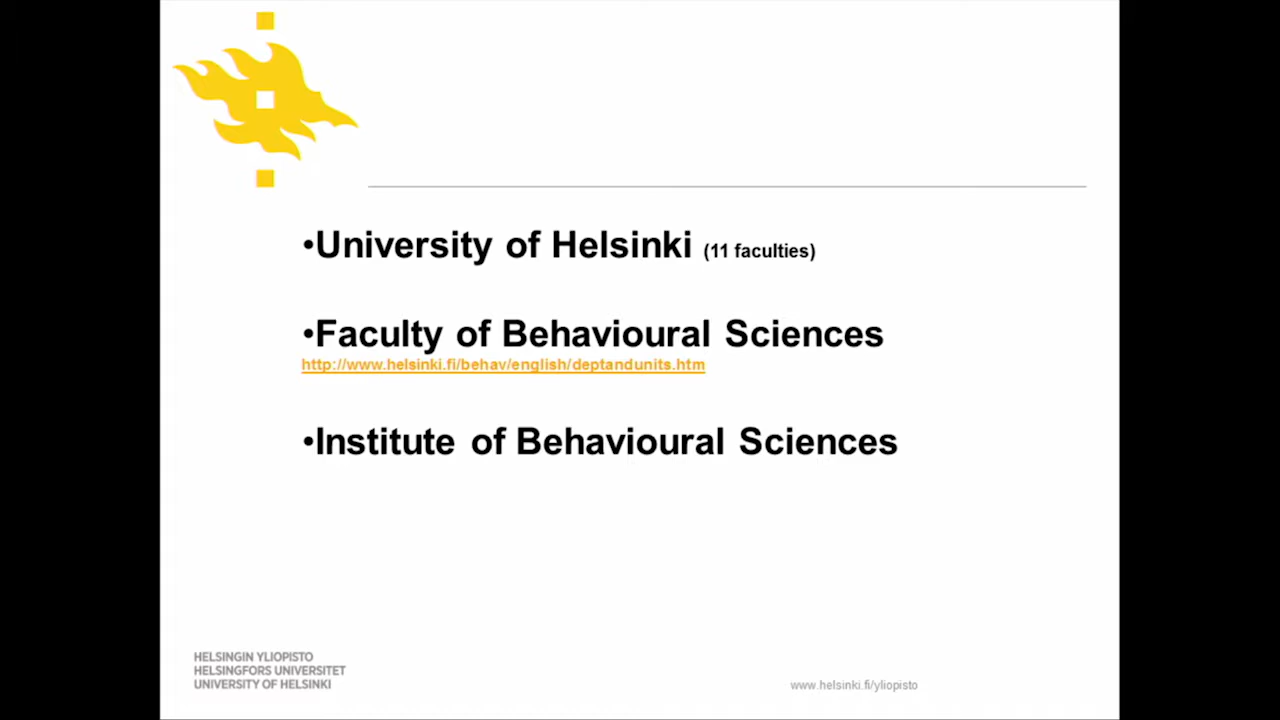 •University of Helsinki (11 faculties)
•Faculty of Behavioural Sciences
http://www.helsinki.fi/behav/english/deptandunits.htm
•Institute of Behavioural Sciences
HELSINGIN YLIOPISTO
HELSINGFORS UNIVERSITET
UNIVERSITY OF HELSINKI
www.helsinki.fi/yliopisto